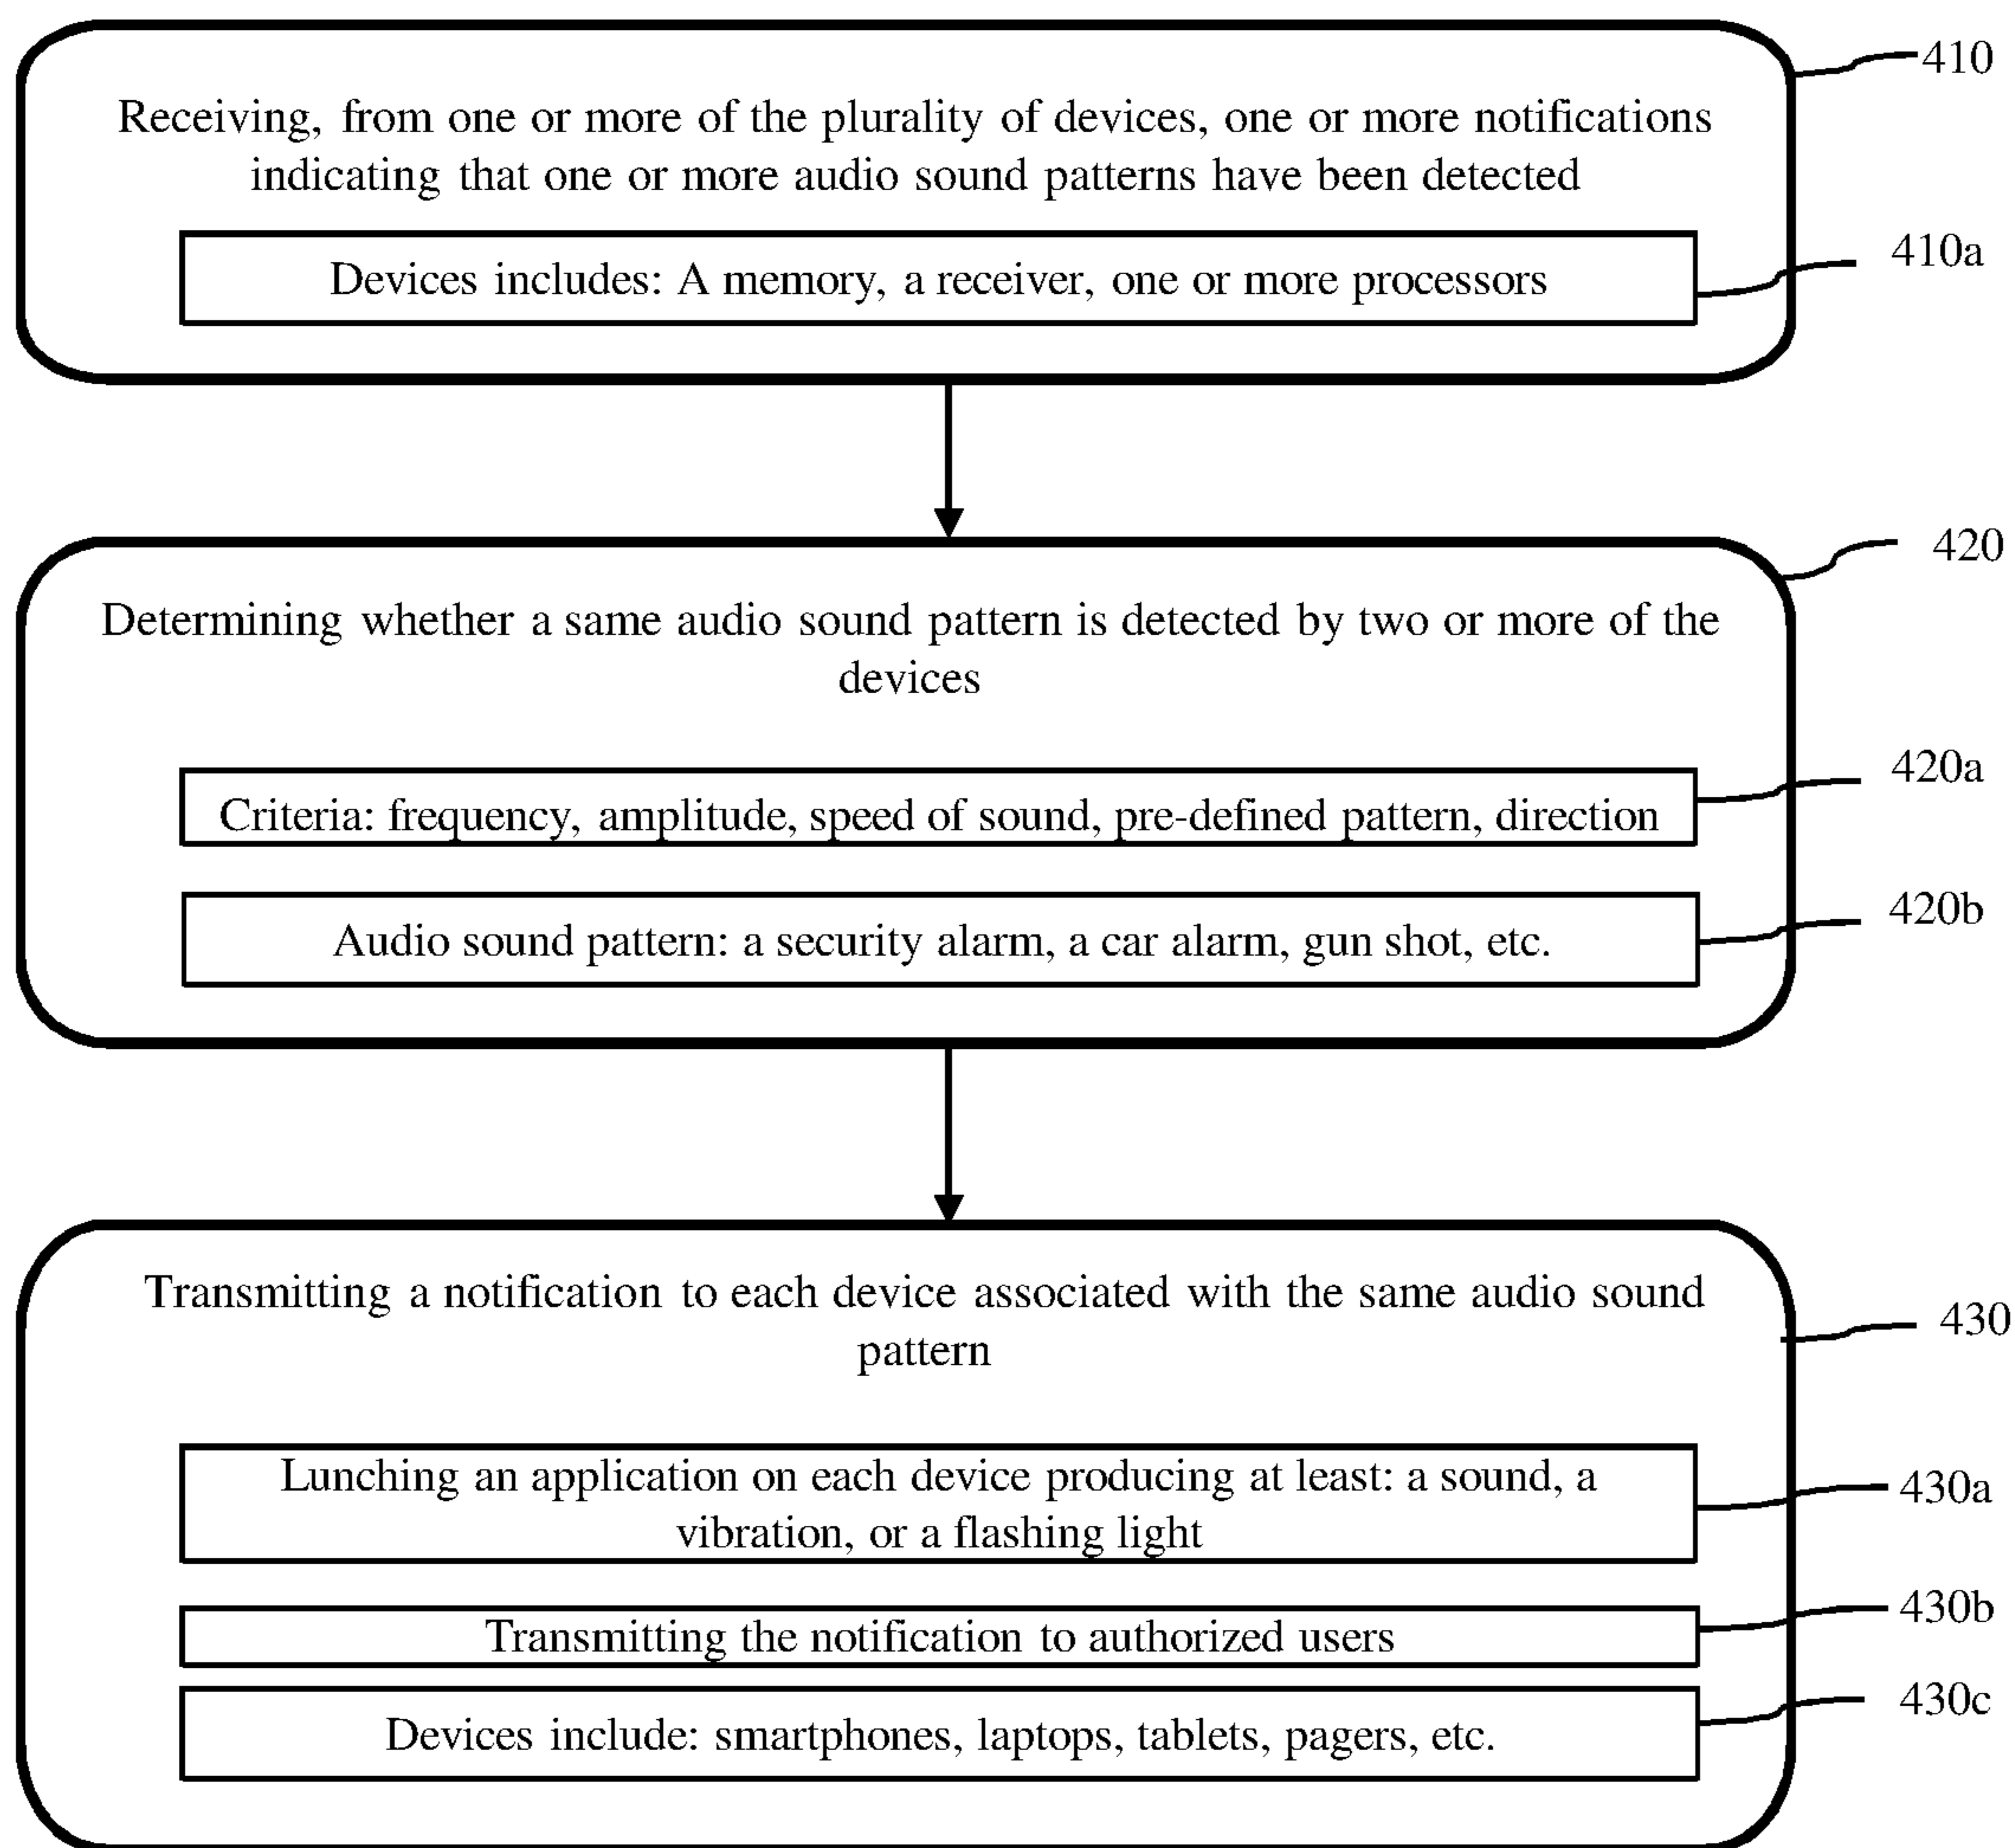 410
Receiving, from one or more of the plurality of devices, one or more notifications
indicating that one or more audio sound patterns have been detected
410a
Devices includes: A memory, a receiver, one or more processors
420
Determining whether a same audio sound pattern is detected by two or more of the
devices
420a
Criteria: frequency, amplitude, speed of sound, pre-defined pattern, direction
420b
Audio sound pattern: a security alarm, a car alarm, gun shot, etc.
Transmitting a notification to each device associated with the same audio sound
430
pattern
Lunching an application on each device producing at least: a sound, a
430a
vibration, or a flashing light
430b
Transmitting the notification to authorized users
430c
Devices include: smartphones, laptops, tablets, pagers, etc.